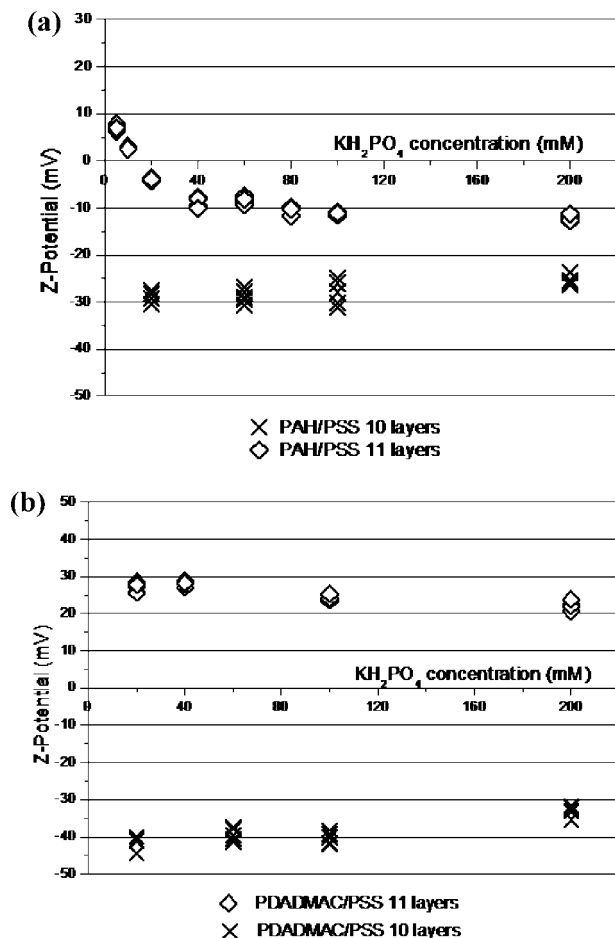 (a)
30
20
10
0
-10
-20
-30
-40
-50
Z-Potential (mV)
KH₂PO₄ concentration (mM)
0 40 80 120 160 200
PAH/PSS 10 layers
PAH/PSS 11 layers
(b)
50
40
30
20
10
0
-10
-20
-30
-40
-50
Z-Potential (mV)
KH₂PO₄ concentration (mM)
0 40 80 120 160 200
PDADMAC/PSS 11 layers
PDADMAC/PSS 10 layers